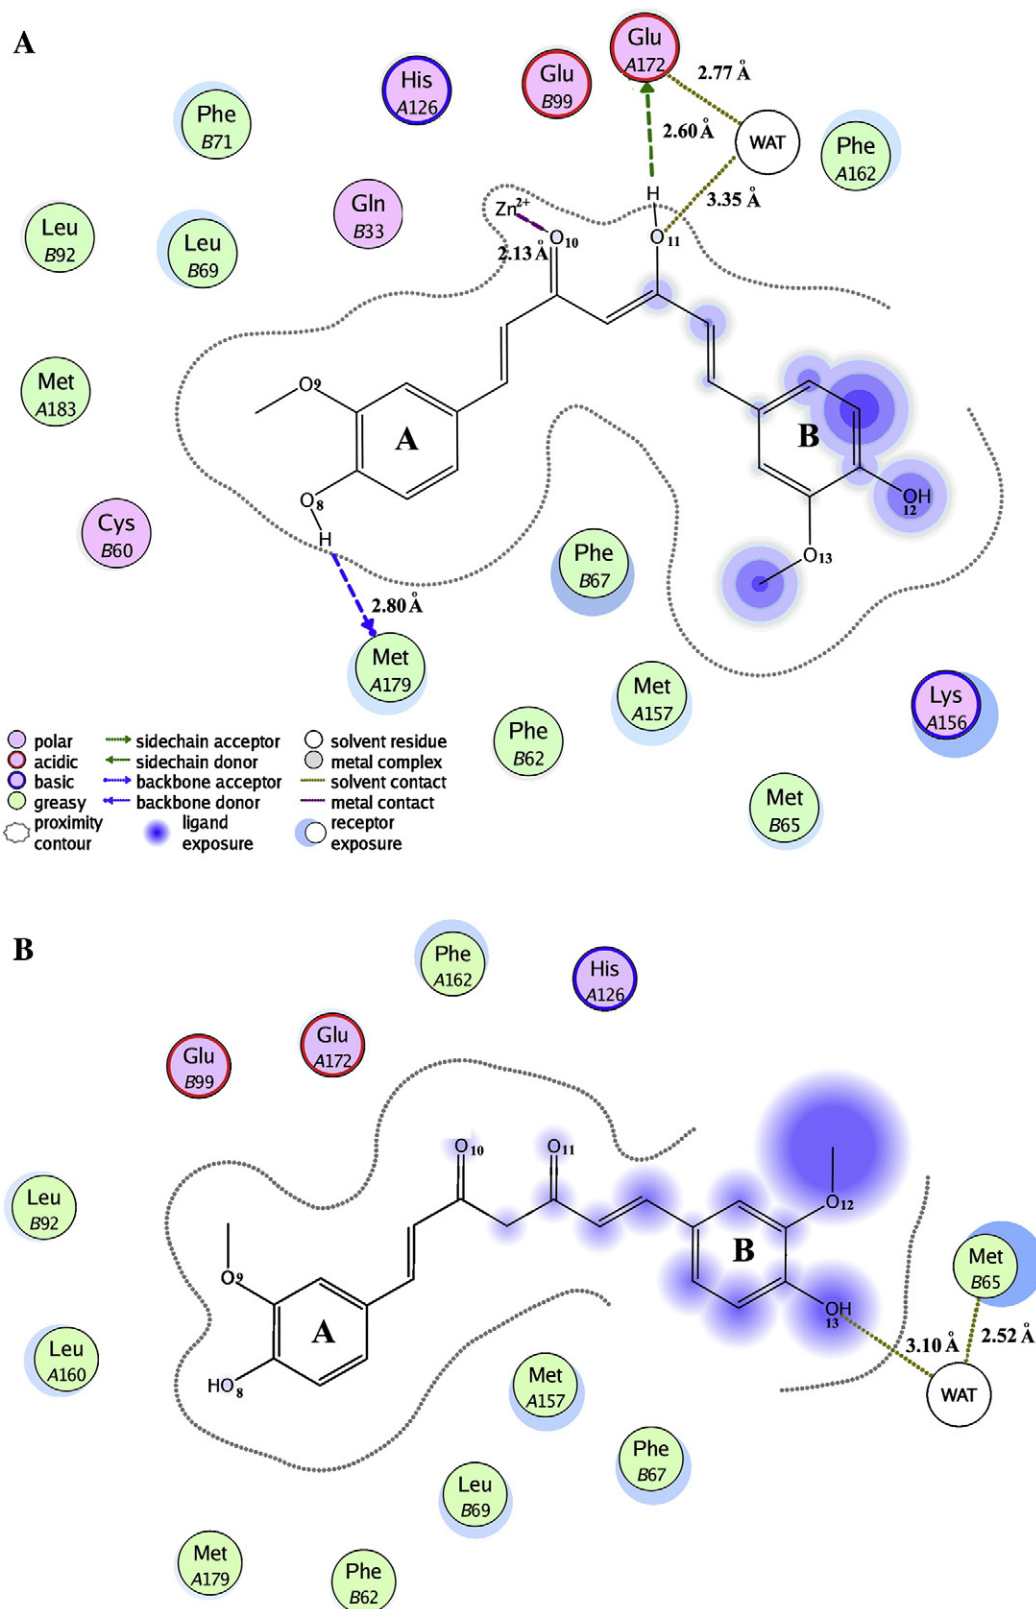 A
Glu
A172
2.77 Å
His
A126
Glu
B99
Phe
B71
2.60 Å
WAT
Phe
A162
Gln
B33
Zn2+
H
3.35 Å
Leu
B92
Leu
B69
O10
O11
2.13 Å
Met
A183
O9
A
B
O8
OH
12
Cys
B60
H
O13
Phe
B67
2.80 Å
Met
A179
Met
A157
Lys
A156
Phe
B62
Met
B65
polar
sidechain acceptor
solvent residue
acidic
sidechain donor
metal complex
basic
backbone acceptor
solvent contact
greasy
backbone donor
metal contact
proximity
contour
ligand
exposure
receptor
exposure
B
Phe
A162
His
A126
Glu
A172
Glu
B99
O10
O11
Leu
B92
O12
O9
B
Met
B65
A
OH
13
3.10 Å
2.52 Å
Leu
A160
HO8
Met
A157
WAT
Phe
B67
Leu
B69
Met
A179
Phe
B62